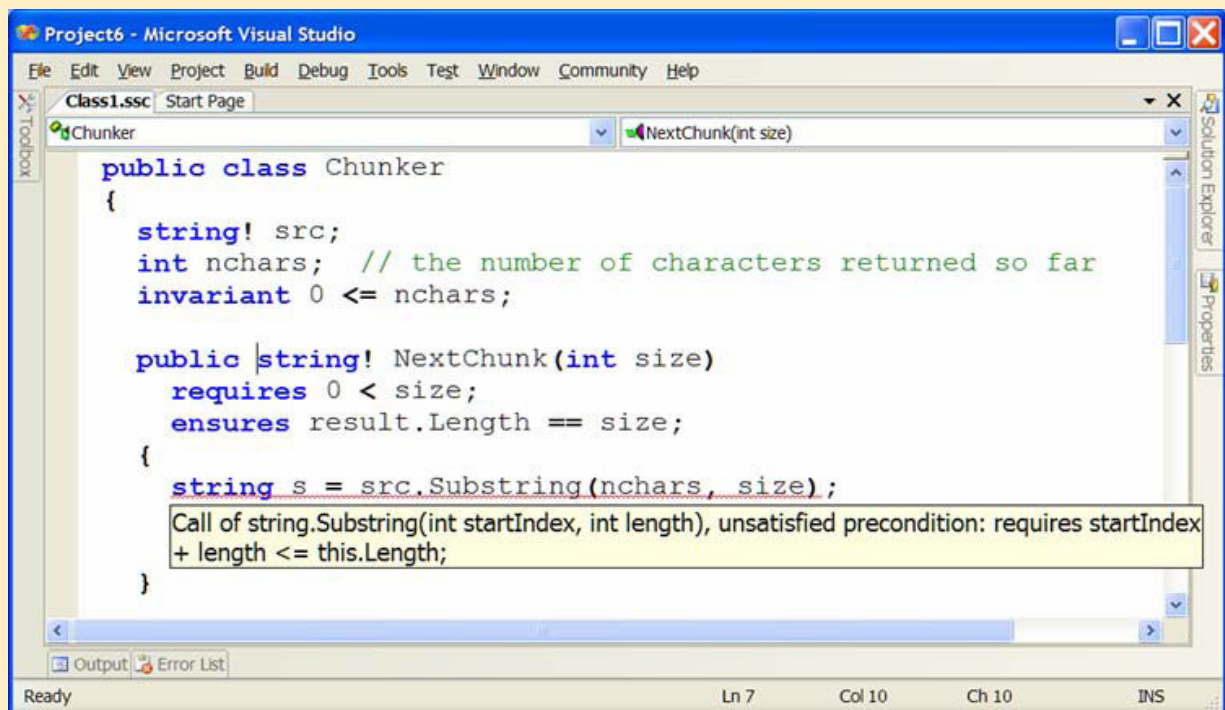 Project6 - Microsoft Visual Studio
File Edit View Project Build Debug Tools Test Window Community Help
Toolbox
Class1.ssc Start Page
Chunker
NextChunk(int size)
public class Chunker
{
string! src;
int nchars; // the number of characters returned so far
invariant 0 <= nchars;
public string! NextChunk(int size)
requires 0 < size;
ensures result.Length == size;
{
string s = src.Substring(nchars, size);
Call of string.Substring(int startIndex, int length), unsatisfied precondition: requires startIndex
+ length <= this.Length;
}
Solution Explorer
Properties
Output Error List
Ready Ln 7 Col 10 Ch 10 INS